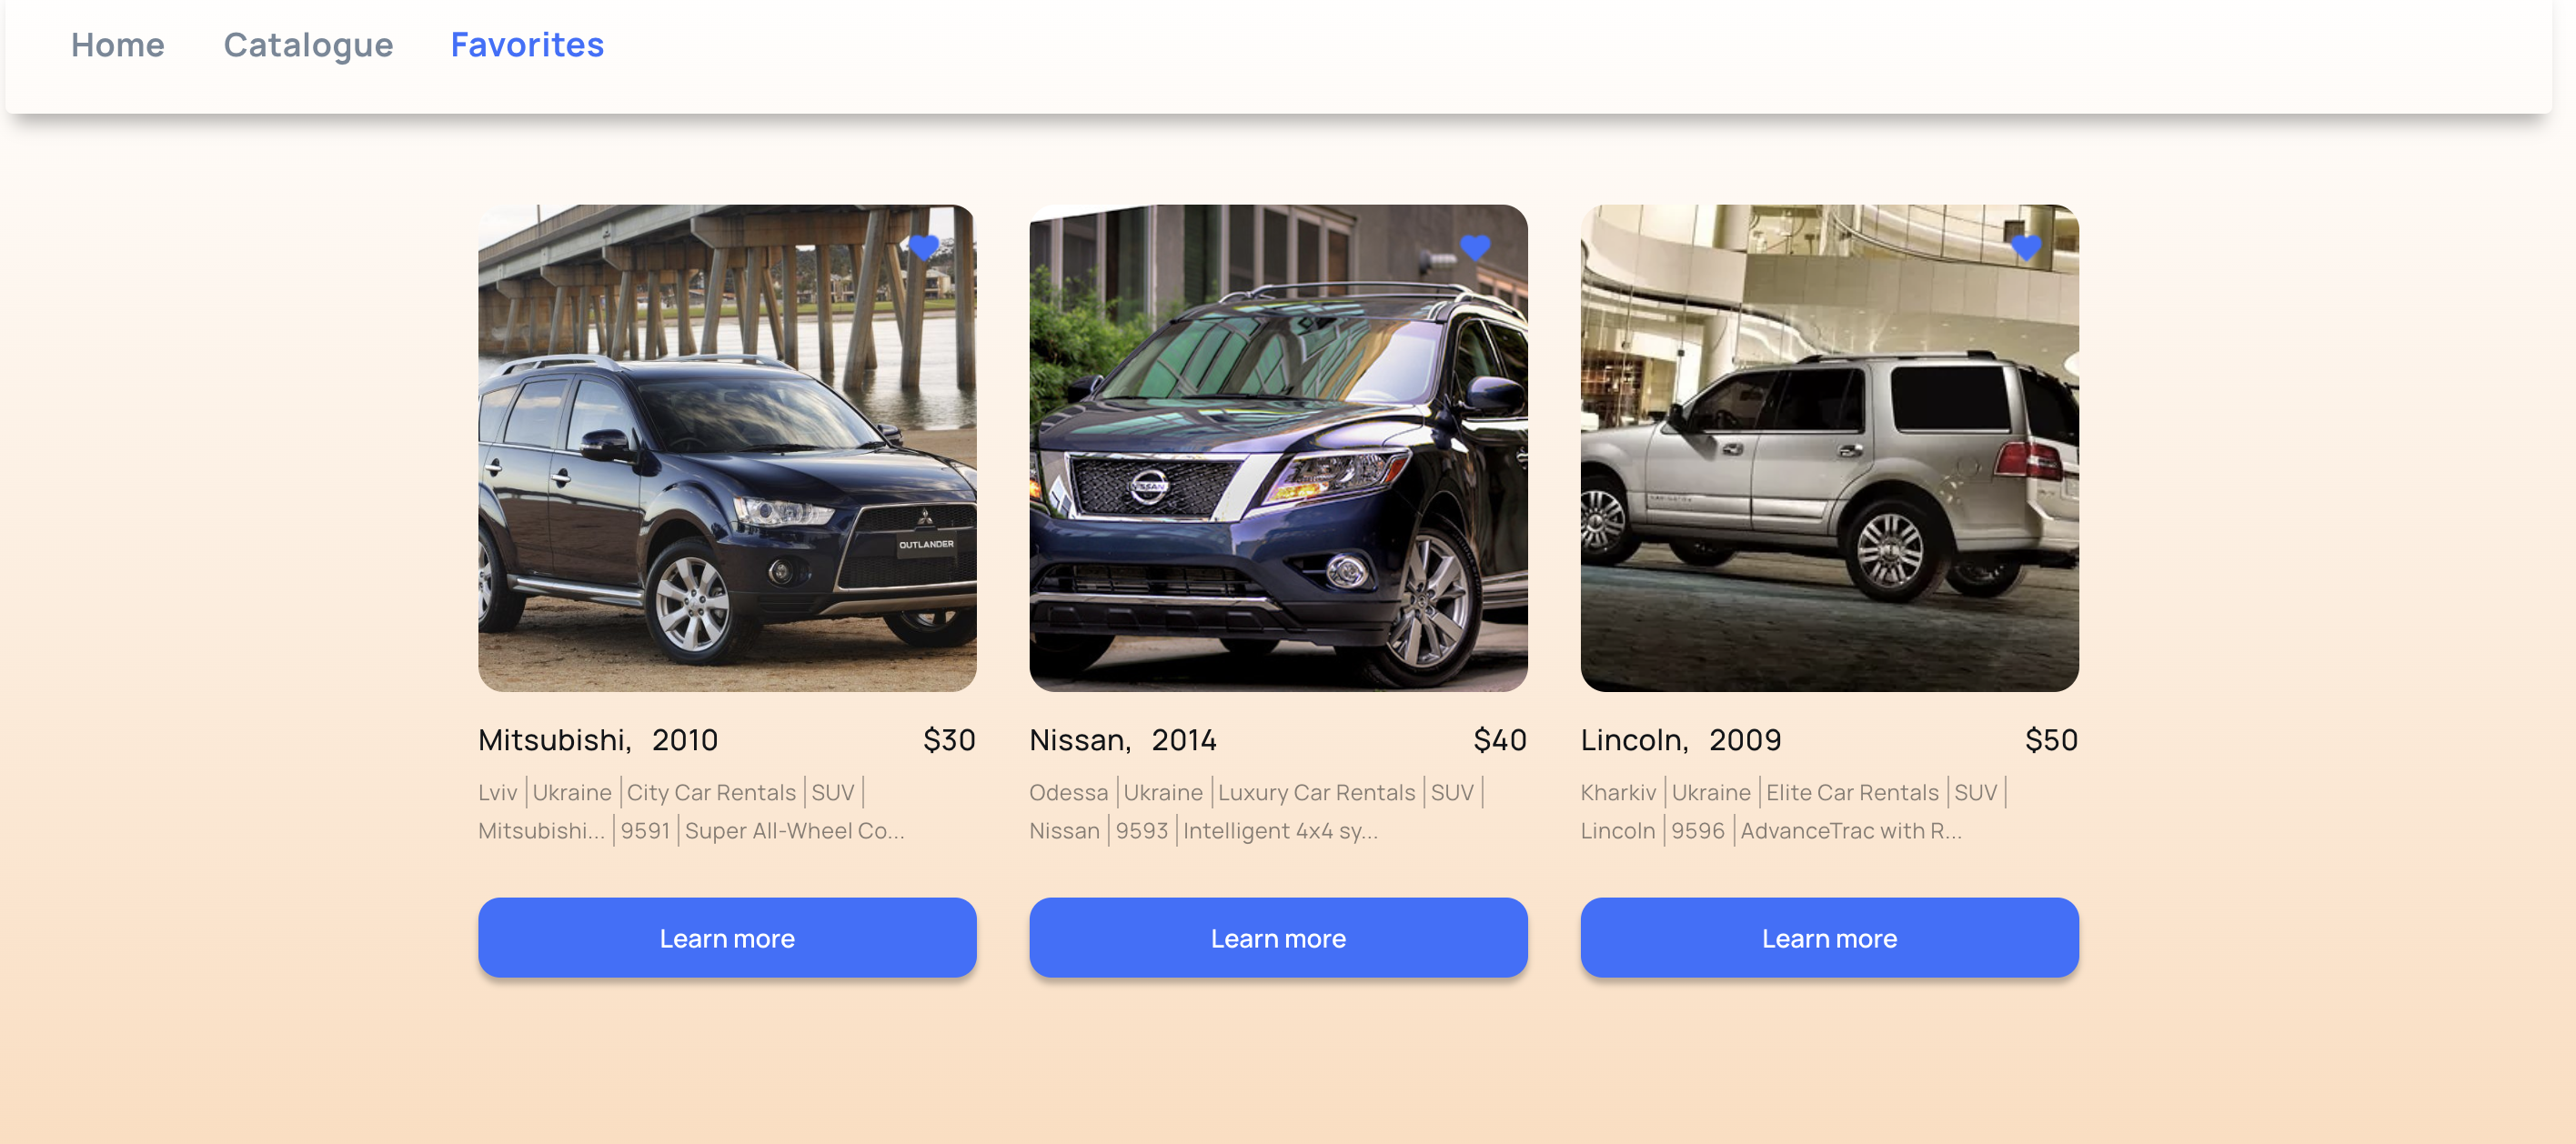 Home Catalogue Favorites
OUTLANDER
NISSAN
Mitsubishi, 2010 $30
Lviv Ukraine City Car Rentals SUV
Mitsubishi... 9591 Super All-Wheel Co...
Learn more
Nissan, 2014 $40
Odessa Ukraine Luxury Car Rentals SUV
Nissan 9593 Intelligent 4x4 sy...
Learn more
Lincoln, 2009 $50
Kharkiv Ukraine Elite Car Rentals SUV
Lincoln 9596 AdvanceTrac with R...
Learn more